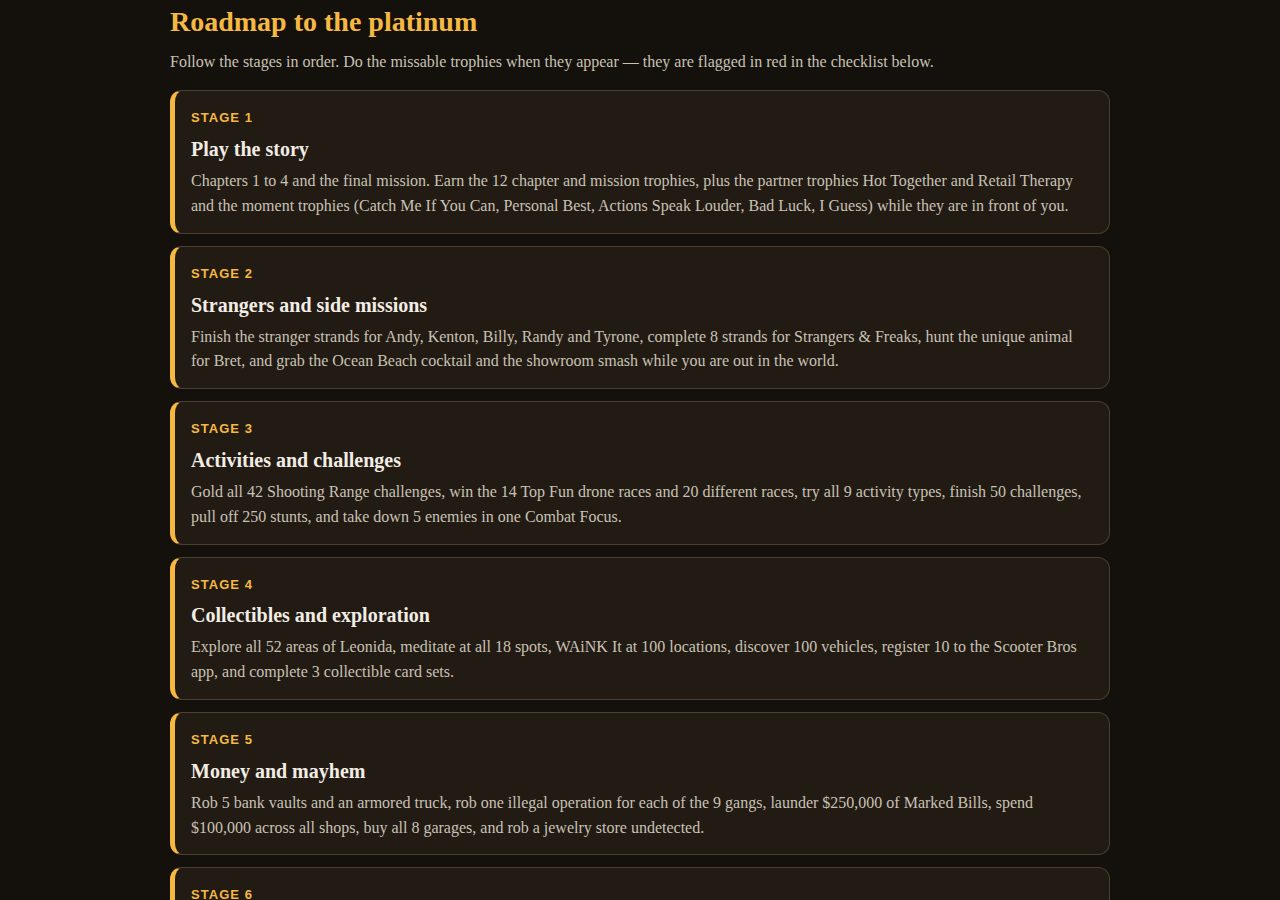 Roadmap to the platinum
Follow the stages in order. Do the missable trophies when they appear — they are flagged in red in the checklist below.
STAGE 1
Play the story
Chapters 1 to 4 and the final mission. Earn the 12 chapter and mission trophies, plus the partner trophies Hot Together and Retail Therapy
and the moment trophies (Catch Me If You Can, Personal Best, Actions Speak Louder, Bad Luck, I Guess) while they are in front of you.
STAGE 2
Strangers and side missions
Finish the stranger strands for Andy, Kenton, Billy, Randy and Tyrone, complete 8 strands for Strangers & Freaks, hunt the unique animal
for Bret, and grab the Ocean Beach cocktail and the showroom smash while you are out in the world.
STAGE 3
Activities and challenges
Gold all 42 Shooting Range challenges, win the 14 Top Fun drone races and 20 different races, try all 9 activity types, finish 50 challenges,
pull off 250 stunts, and take down 5 enemies in one Combat Focus.
STAGE 4
Collectibles and exploration
Explore all 52 areas of Leonida, meditate at all 18 spots, WAiNK It at 100 locations, discover 100 vehicles, register 10 to the Scooter Bros
app, and complete 3 collectible card sets.
STAGE 5
Money and mayhem
Rob 5 bank vaults and an armored truck, rob one illegal operation for each of the 9 gangs, launder $250,000 of Marked Bills, spend
$100,000 across all shops, buy all 8 garages, and rob a jewelry store undetected.
STAGE 6